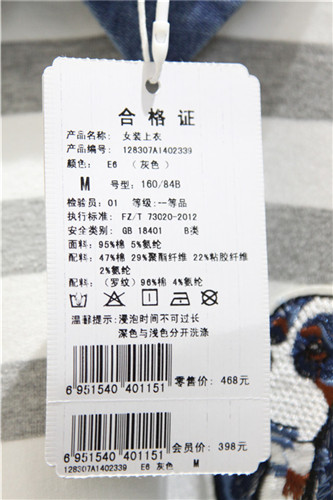 合格证
产品名称： 女装上衣
产品编号： 128307A1402339
颜色： E6 （灰色）
M 号型：160/84B
检验员：01 等级：一等品
执行标准：FZ/T 73020-2012
安全类别：GB 18401 B类
面料：95%棉 5%氨纶
配料：47%棉 29%聚酯纤维 22%粘胶纤维
2%氨纶
配料：（罗纹）96%棉 4%氨纶
温馨提示：浸泡时间不可过长
深色与浅色分开洗涤
6 951540 401151
零售价：468元
6 951540 401151
会员价：398元
128307A1402339 E6 灰色 M